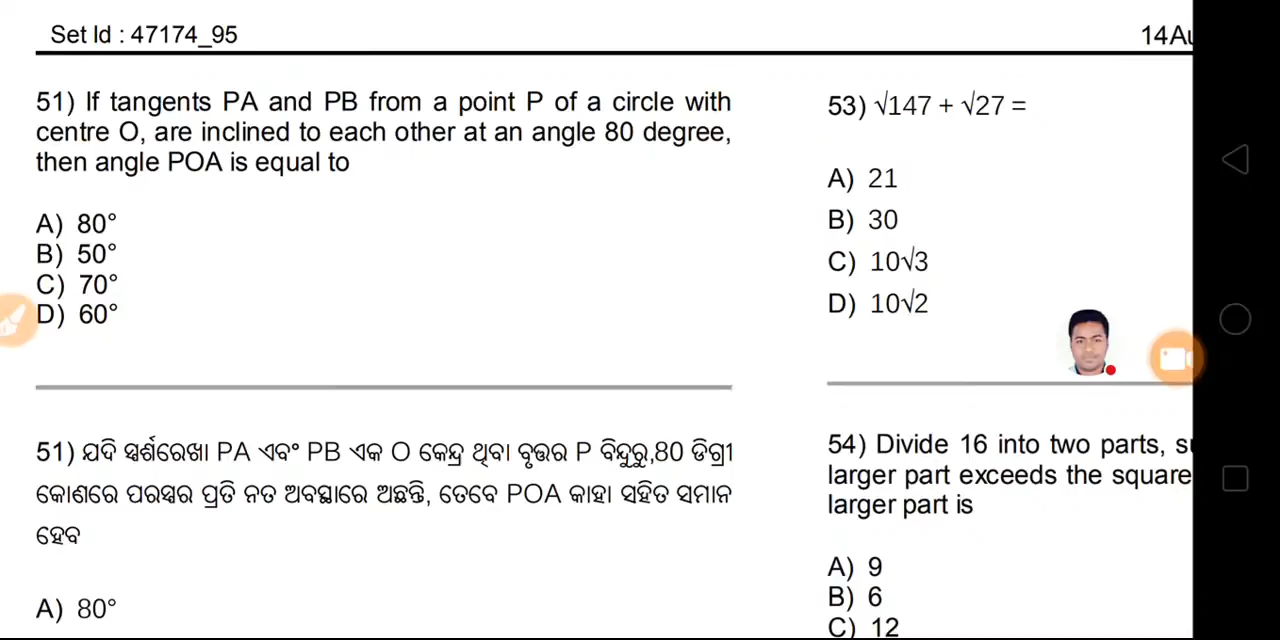 Set Id : 47174_95
14Au
51) If tangents PA and PB from a point P of a circle with
centre O, are inclined to each other at an angle 80 degree,
then angle POA is equal to
A) 80°
B) 50°
C) 70°
D) 60°
51) ଯଦି ସ୍ପର୍ଶରେଖା PA ଏବଂ PB ଏକ O କେନ୍ଦ୍ର ଥିବା ବୃତ୍ତର P ବିନ୍ଦୁରୁ,80 ଡିଗ୍ରୀ
କୋଣରେ ପରସ୍ପର ପ୍ରତି ନତ ଅବସ୍ଥାରେ ଅଛନ୍ତି, ତେବେ POA କାହା ସହିତ ସମାନ
ହେବ
A) 80°
53) √147 + √27 =
A) 21
B) 30
C) 10√3
D) 10√2
54) Divide 16 into two parts, su
larger part exceeds the square
larger part is
A) 9
B) 6
C) 12